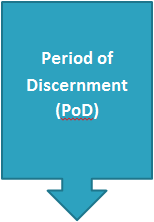 Period of
Discernment
(PoD)